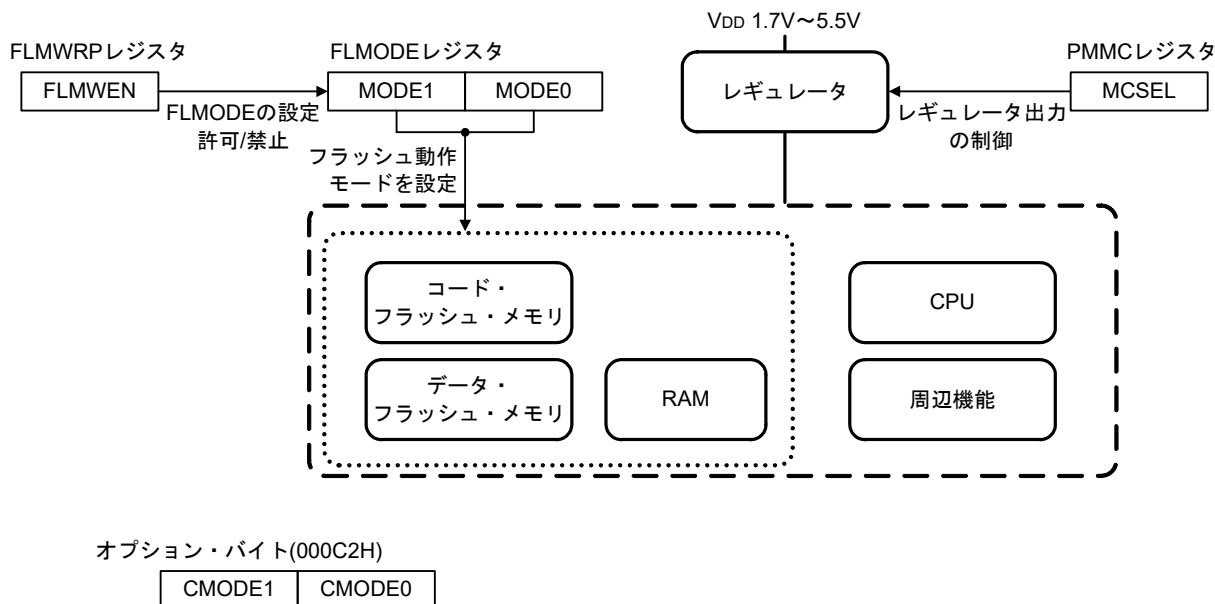 VDD 1.7V～5.5V
FLMWRPレジスタ
FLMODEレジスタ
PMMCレジスタ
FLMWEN
MODE1
MODE0
レギュレータ
MCSEL
FLMODEの設定
許可/禁止
レギュレータ出力
の制御
フラッシュ動作
モードを設定
コード・
フラッシュ・メモリ
CPU
データ・
フラッシュ・メモリ
RAM
周辺機能
オプション・バイト(000C2H)
CMODE1
CMODE0